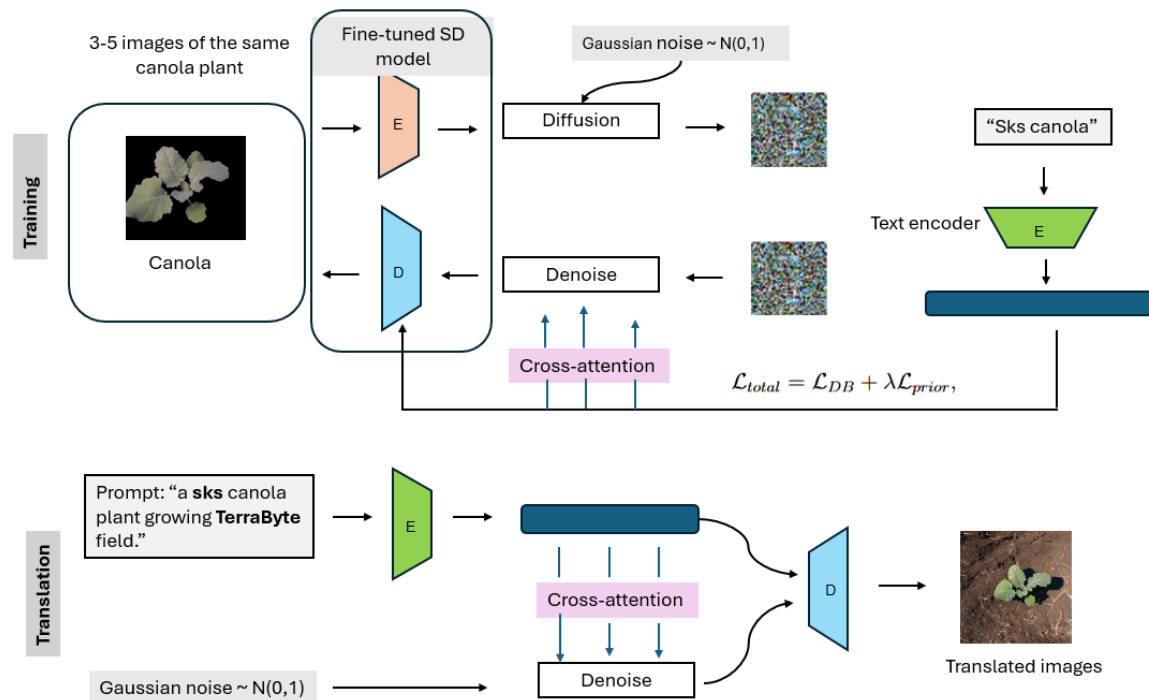 3-5 images of the same
canola plant
Fine-tuned SD
model
Gaussian noise ~ N(0,1)
E
Diffusion
"Sks canola"
Training
Canola
D
Denoise
Text encoder
E
Cross-attention
ℒ_total = ℒ_DB + λℒ_prior,
Prompt: "a sks canola
plant growing TerraByte
field."
E
Translation
Cross-attention
D
Translated images
Gaussian noise ~ N(0,1)
Denoise